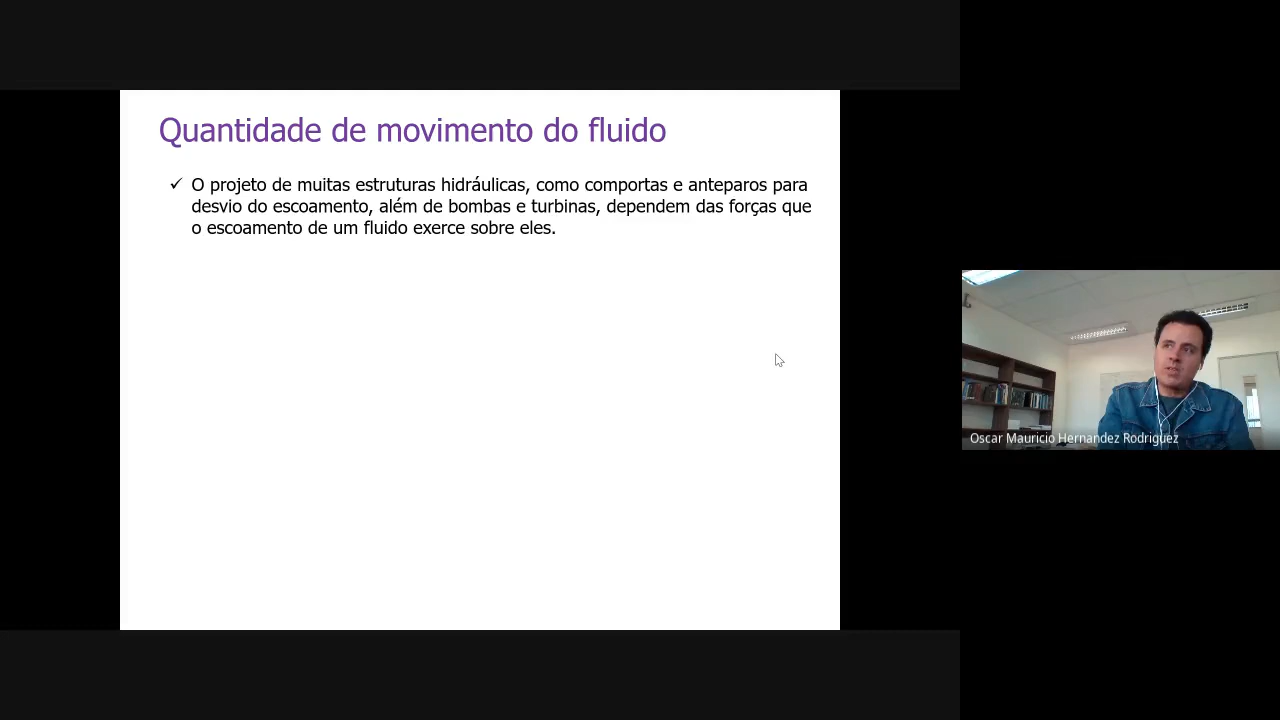 Quantidade de movimento do fluido
✓ O projeto de muitas estruturas hidráulicas, como comportas e anteparos para
desvio do escoamento, além de bombas e turbinas, dependem das forças que
o escoamento de um fluido exerce sobre eles.
Oscar Mauricio Hernandez Rodriguez